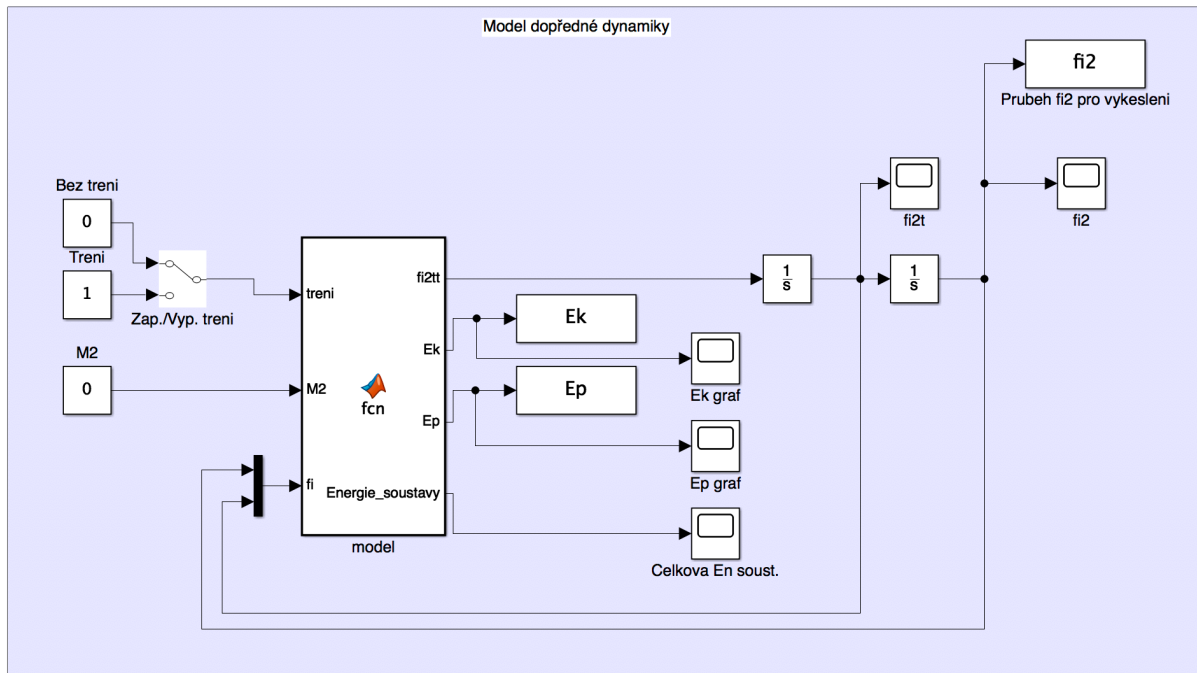 Model dopředné dynamiky
fi2
Prubeh fi2 pro vykesleni
Bez treni
0
Treni
1
Zap./Vyp. treni
M2
0
treni
M2
fi
fcn
fi2tt
Ek
Ep
Energie_soustavy
model
Ek
Ek graf
Ep
Ep graf
Celkova En soust.
1
s
fi2t
1
s
fi2